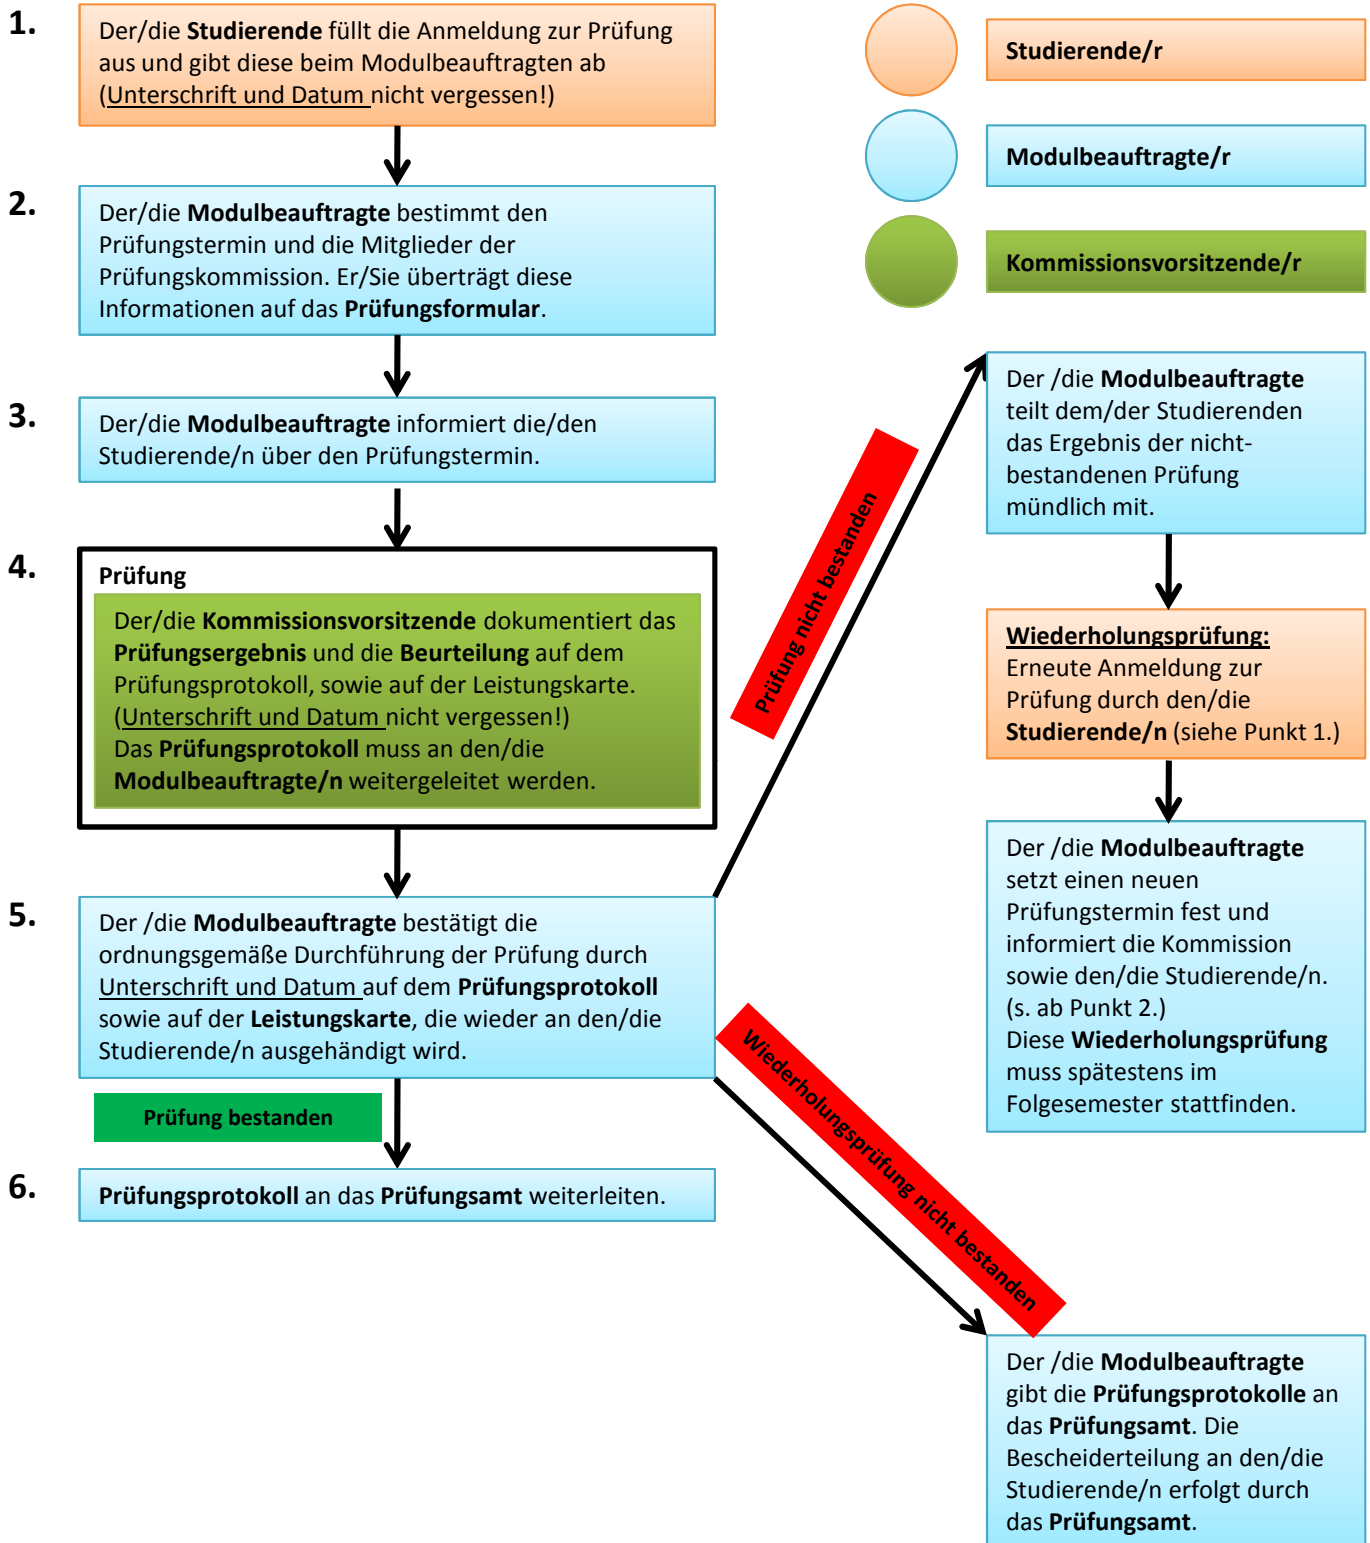 1.
Der/die Studierende füllt die Anmeldung zur Prüfung
aus und gibt diese beim Modulbeauftragten ab
(Unterschrift und Datum nicht vergessen!)
Studierende/r
Modulbeauftragte/r
Kommissionsvorsitzende/r
2.
Der/die Modulbeauftragte bestimmt den
Prüfungstermin und die Mitglieder der
Prüfungskommission. Er/Sie überträgt diese
Informationen auf das Prüfungsformular.
3.
Der/die Modulbeauftragte informiert die/den
Studierende/n über den Prüfungstermin.
4.
Prüfung
Der/die Kommissionsvorsitzende dokumentiert das
Prüfungsergebnis und die Beurteilung auf dem
Prüfungsprotokoll, sowie auf der Leistungskarte.
(Unterschrift und Datum nicht vergessen!)
Das Prüfungsprotokoll muss an den/die
Modulbeauftragte/n weitergeleitet werden.
5.
Der /die Modulbeauftragte bestätigt die
ordnungsgemäße Durchführung der Prüfung durch
Unterschrift und Datum auf dem Prüfungsprotokoll
sowie auf der Leistungskarte, die wieder an den/die
Studierende/n ausgehändigt wird.
Prüfung bestanden
6.
Prüfungsprotokoll an das Prüfungsamt weiterleiten.
Prüfung nicht bestanden
Der /die Modulbeauftragte
teilt dem/der Studierenden
das Ergebnis der nicht-
bestandenen Prüfung
mündlich mit.
Wiederholungsprüfung:
Erneute Anmeldung zur
Prüfung durch den/die
Studierende/n (siehe Punkt 1.)
Der /die Modulbeauftragte
setzt einen neuen
Prüfungstermin fest und
informiert die Kommission
sowie den/die Studierende/n.
(s. ab Punkt 2.)
Diese Wiederholungsprüfung
muss spätestens im
Folgesemester stattfinden.
Wiederholungsprüfung nicht bestanden
Der /die Modulbeauftragte
gibt die Prüfungsprotokolle an
das Prüfungsamt. Die
Bescheiderteilung an den/die
Studierende/n erfolgt durch
das Prüfungsamt.